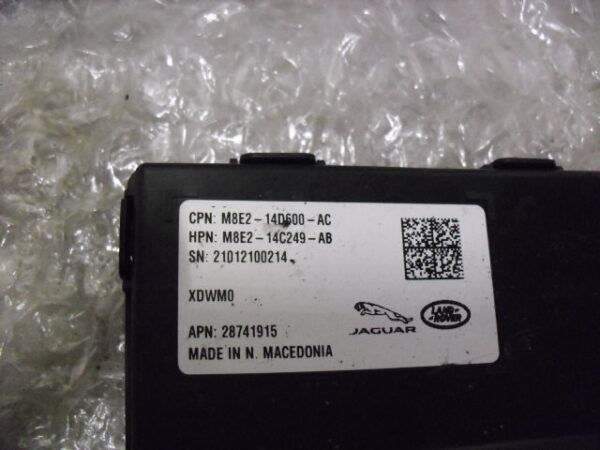 CPN: M8E2-14D600-AC
HPN: M8E2-14C249-AB
SN: 21012100214
XDWM0
JAGUAR
LAND ROVER
APN: 28741915
MADE IN N. MACEDONIA